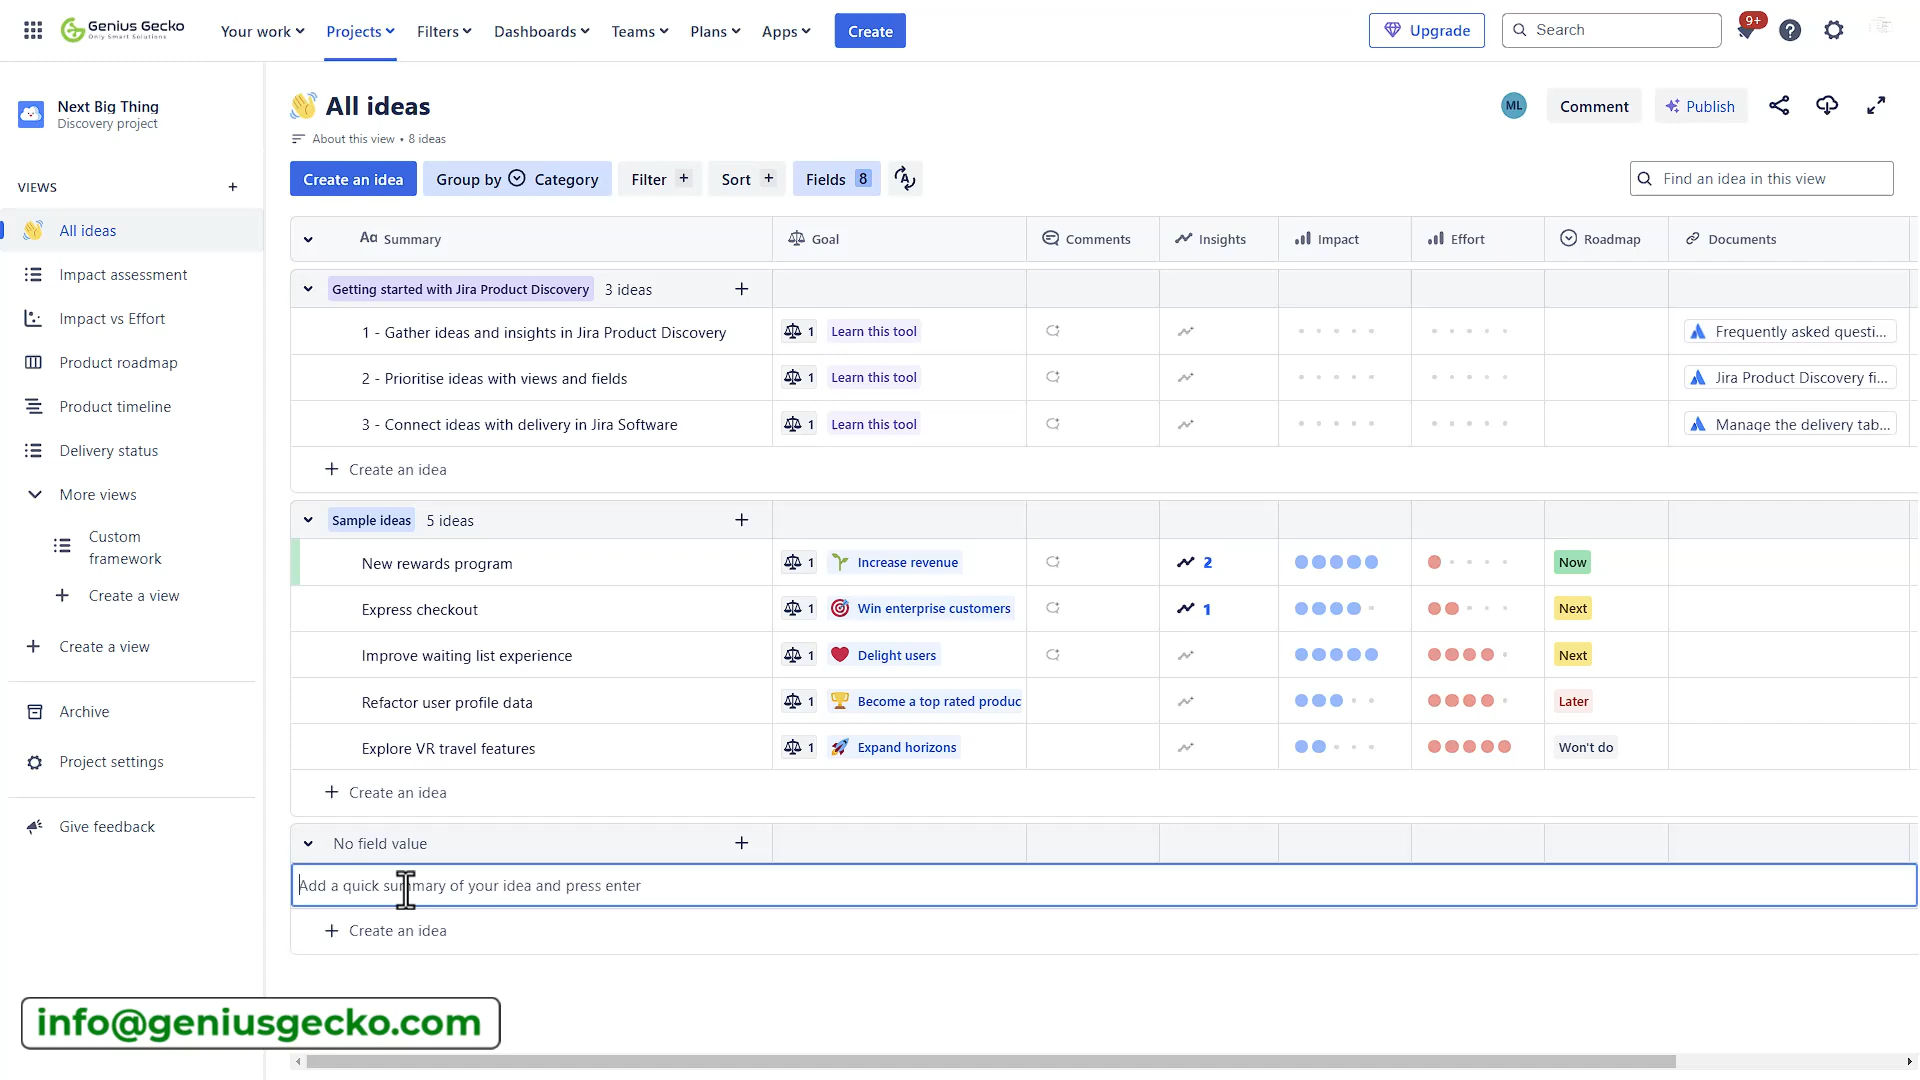 Genius Gecko
Only Smart Solutions
Your work
Projects
Filters
Dashboards
Teams
Plans
Apps
Create
Upgrade
Search
9+
Next Big Thing
Discovery project
VIEWS
All ideas
Impact assessment
Impact vs Effort
Product roadmap
Product timeline
Delivery status
More views
Custom
framework
Create a view
Create a view
Archive
Project settings
Give feedback
All ideas
ML
Comment
Publish
About this view • 8 ideas
Create an idea
Group by Category
Filter +
Sort +
Fields 8
Find an idea in this view
Aa Summary
Goal
Comments
Insights
Impact
Effort
Roadmap
Documents
Getting started with Jira Product Discovery 3 ideas
1 - Gather ideas and insights in Jira Product Discovery 1 Learn this tool Frequently asked questi...
2 - Prioritise ideas with views and fields 1 Learn this tool Jira Product Discovery fi...
3 - Connect ideas with delivery in Jira Software 1 Learn this tool Manage the delivery tab...
+ Create an idea
Sample ideas 5 ideas
New rewards program 1 Increase revenue 2 Now
Express checkout 1 Win enterprise customers 1 Next
Improve waiting list experience 1 Delight users Next
Refactor user profile data 1 Become a top rated produc Later
Explore VR travel features 1 Expand horizons Won't do
+ Create an idea
No field value
Add a quick summary of your idea and press enter
+ Create an idea
info@geniusgecko.com